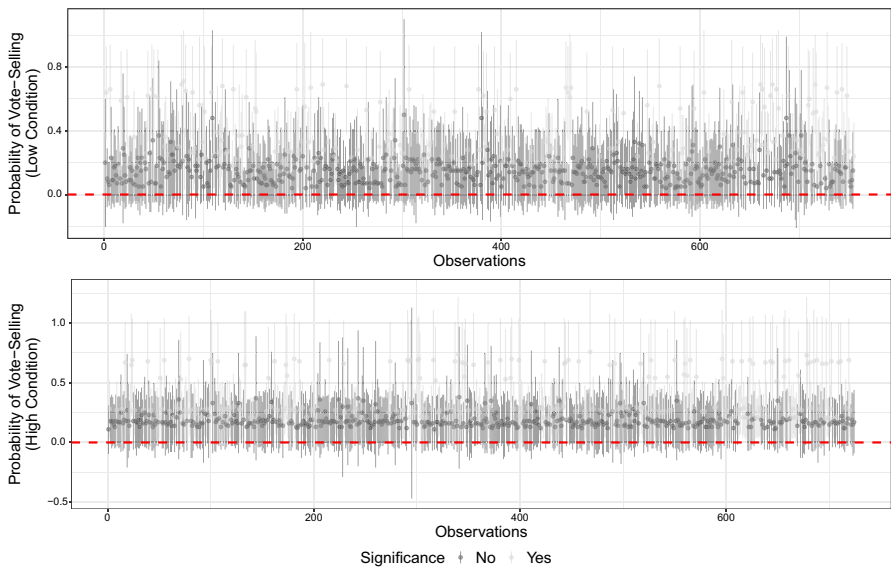 Probability of Vote−Selling
(Low Condition)
0.8
0.4
0.0
0
200
400
600
Observations
Probability of Vote−Selling
(High Condition)
1.0
0.5
0.0
−0.5
0
200
400
600
Observations
Significance No Yes